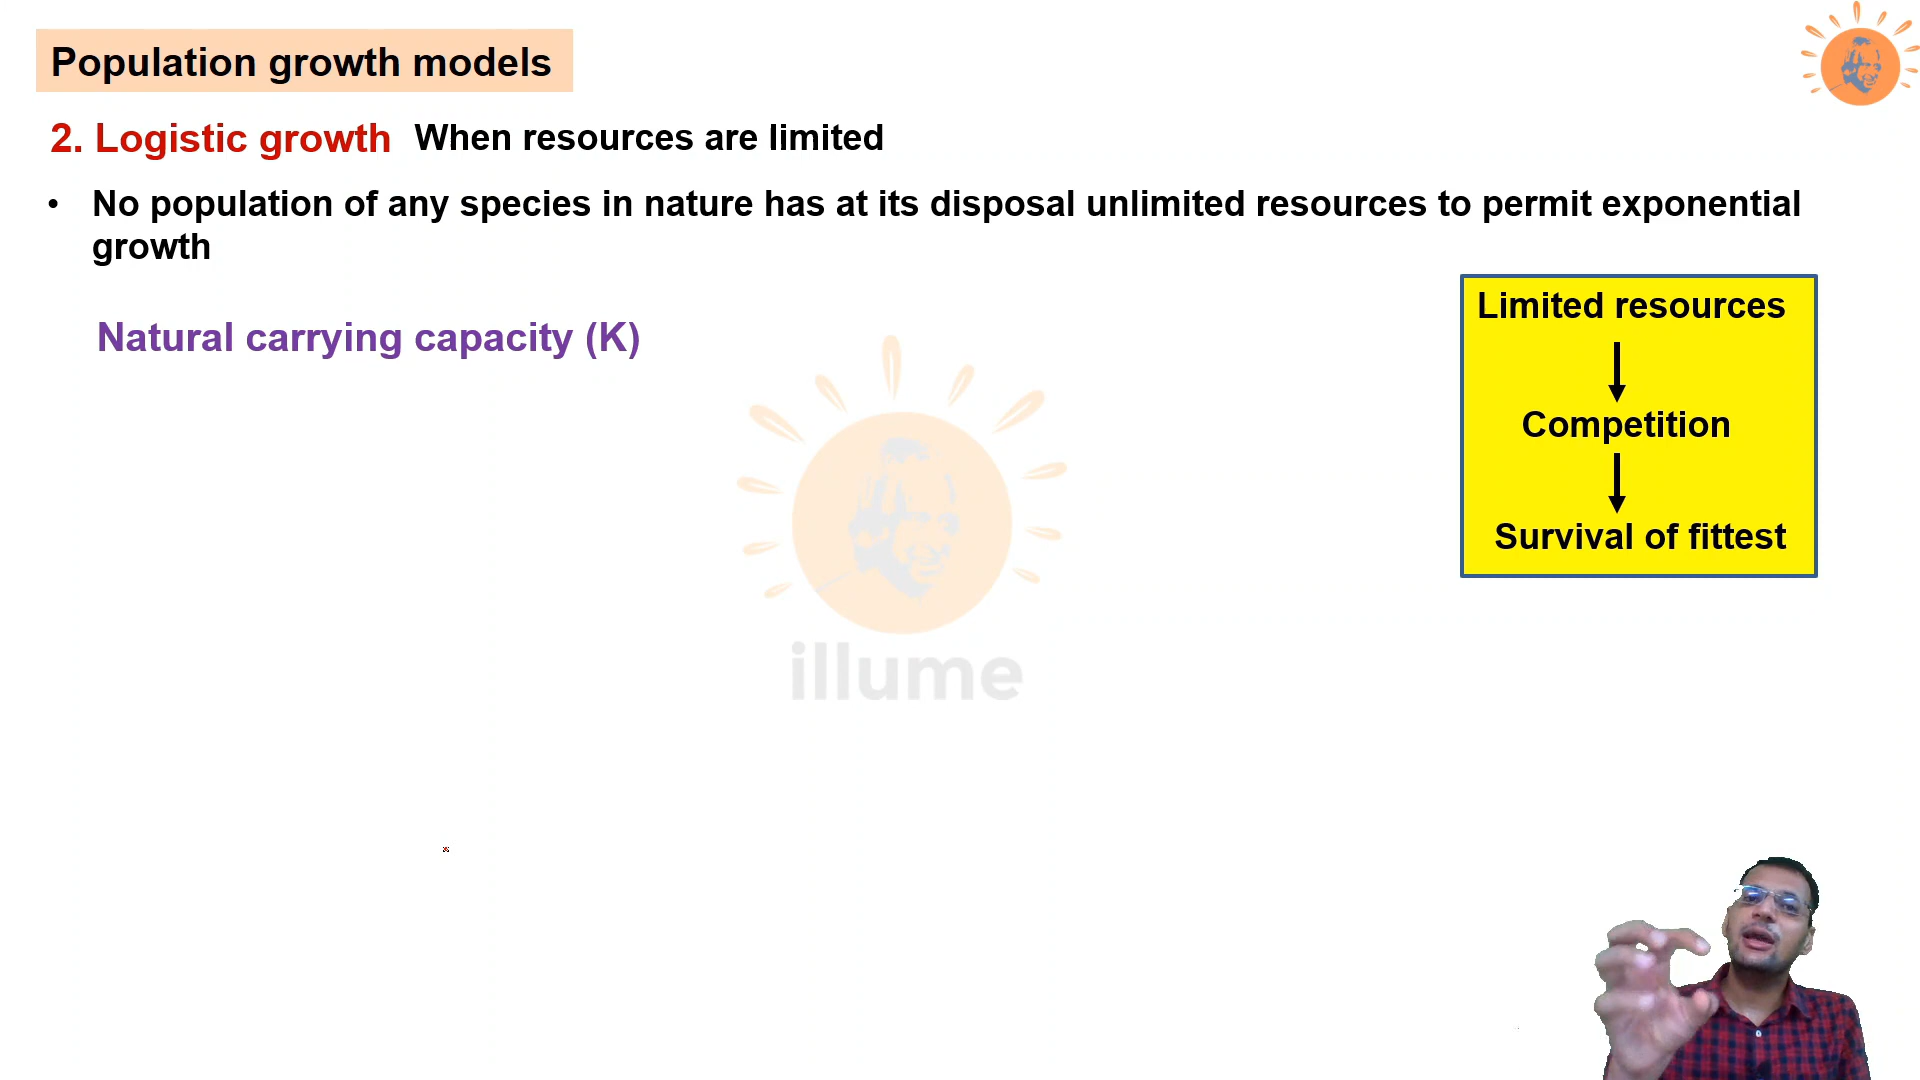 Population growth models
2. Logistic growth When resources are limited
• No population of any species in nature has at its disposal unlimited resources to permit exponential
growth
Natural carrying capacity (K)
Limited resources
Competition
Survival of fittest
illume